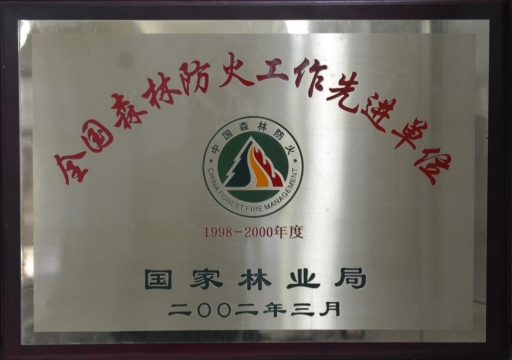 全国森林防火工作先进单位
中国森林防火
CHINA FOREST FIRE MANAGEMENT
1998-2000年度
国家林业局
二〇〇二年三月